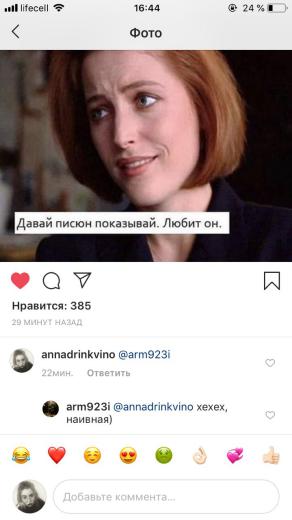 lifecell 16:44 24 %
Фото
Давай писюн показывай. Любит он.
Нравится: 385
29 МИНУТ НАЗАД
annadrinkvino @arm923i
22мин. Ответить
arm923i @annadrinkvino хехех,
наивная)
Добавьте коммента...